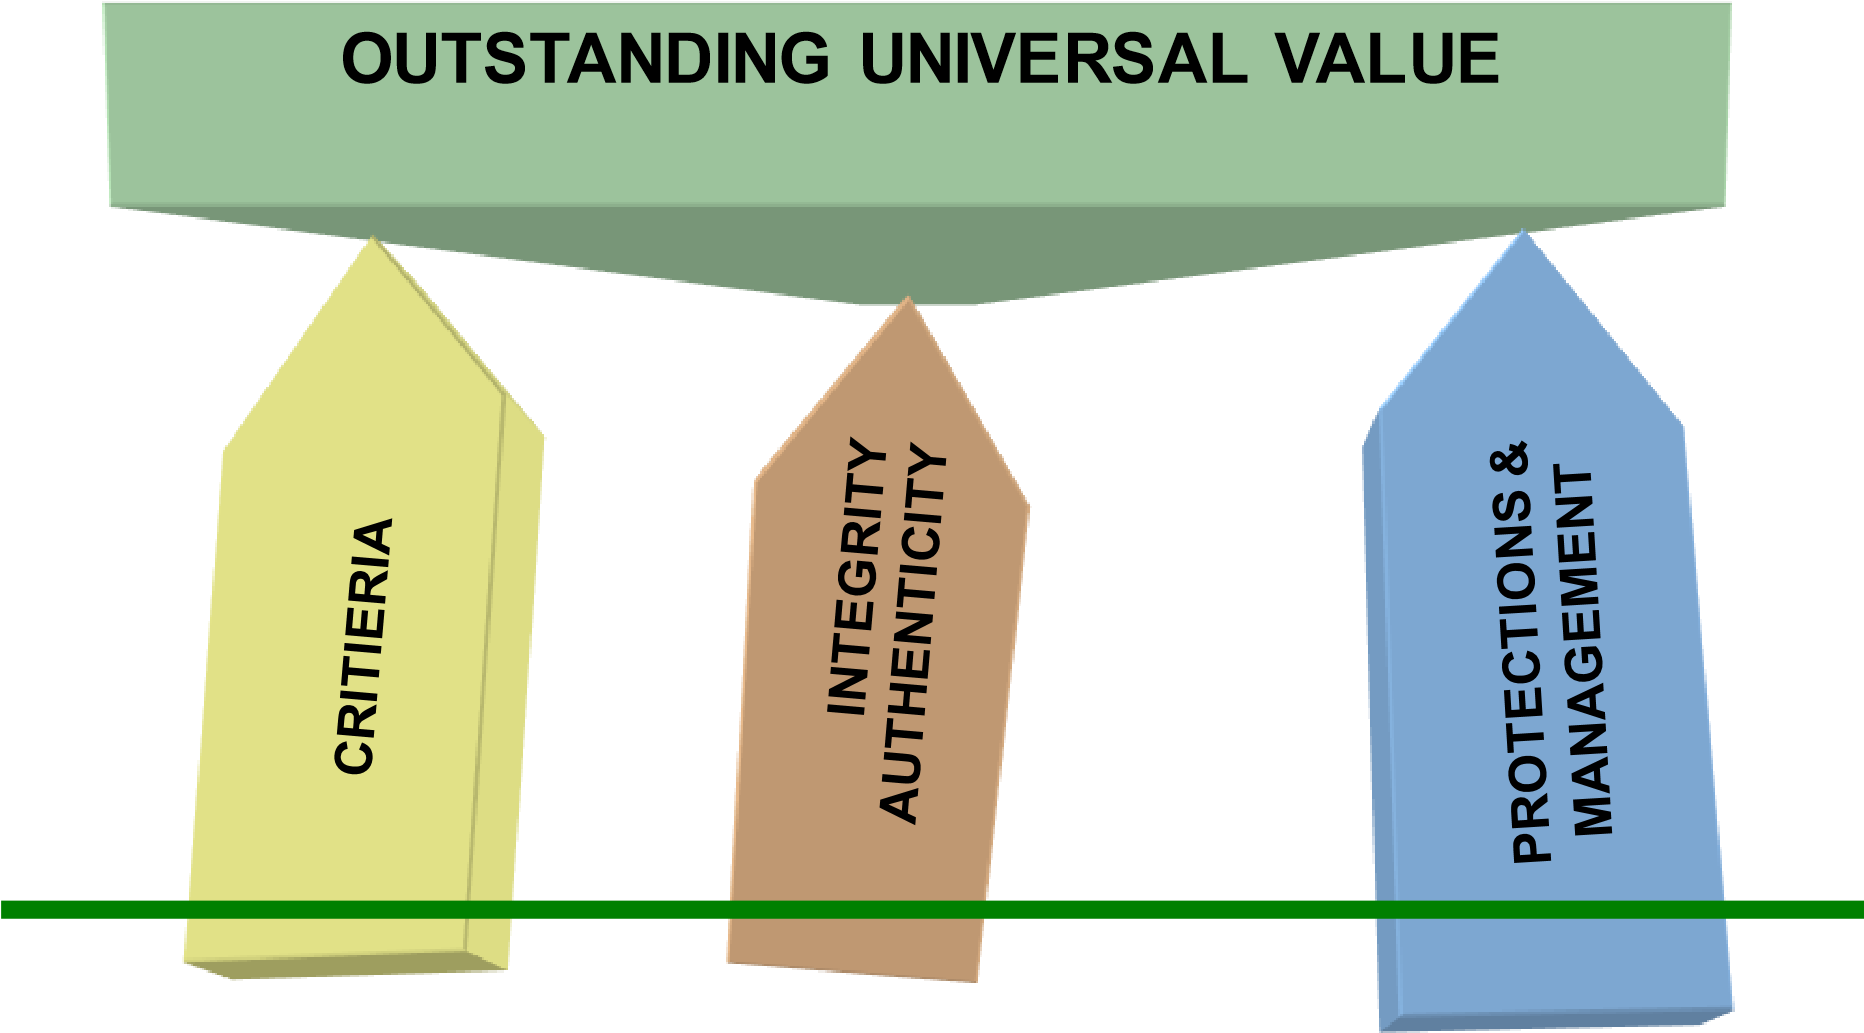 OUTSTANDING UNIVERSAL VALUE
CRITIERIA
INTEGRITY
AUTHENTICITY
PROTECTIONS &
MANAGEMENT